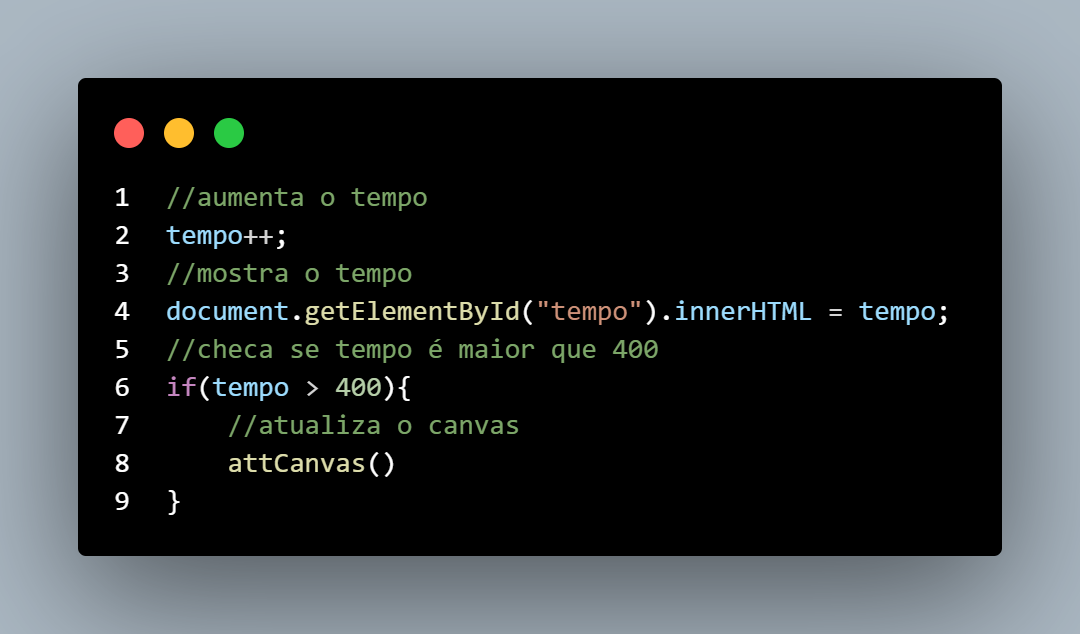 1 //aumenta o tempo
2 tempo++;
3 //mostra o tempo
4 document.getElementById("tempo").innerHTML = tempo;
5 //checa se tempo é maior que 400
6 if(tempo > 400){
7     //atualiza o canvas
8     attCanvas()
9 }